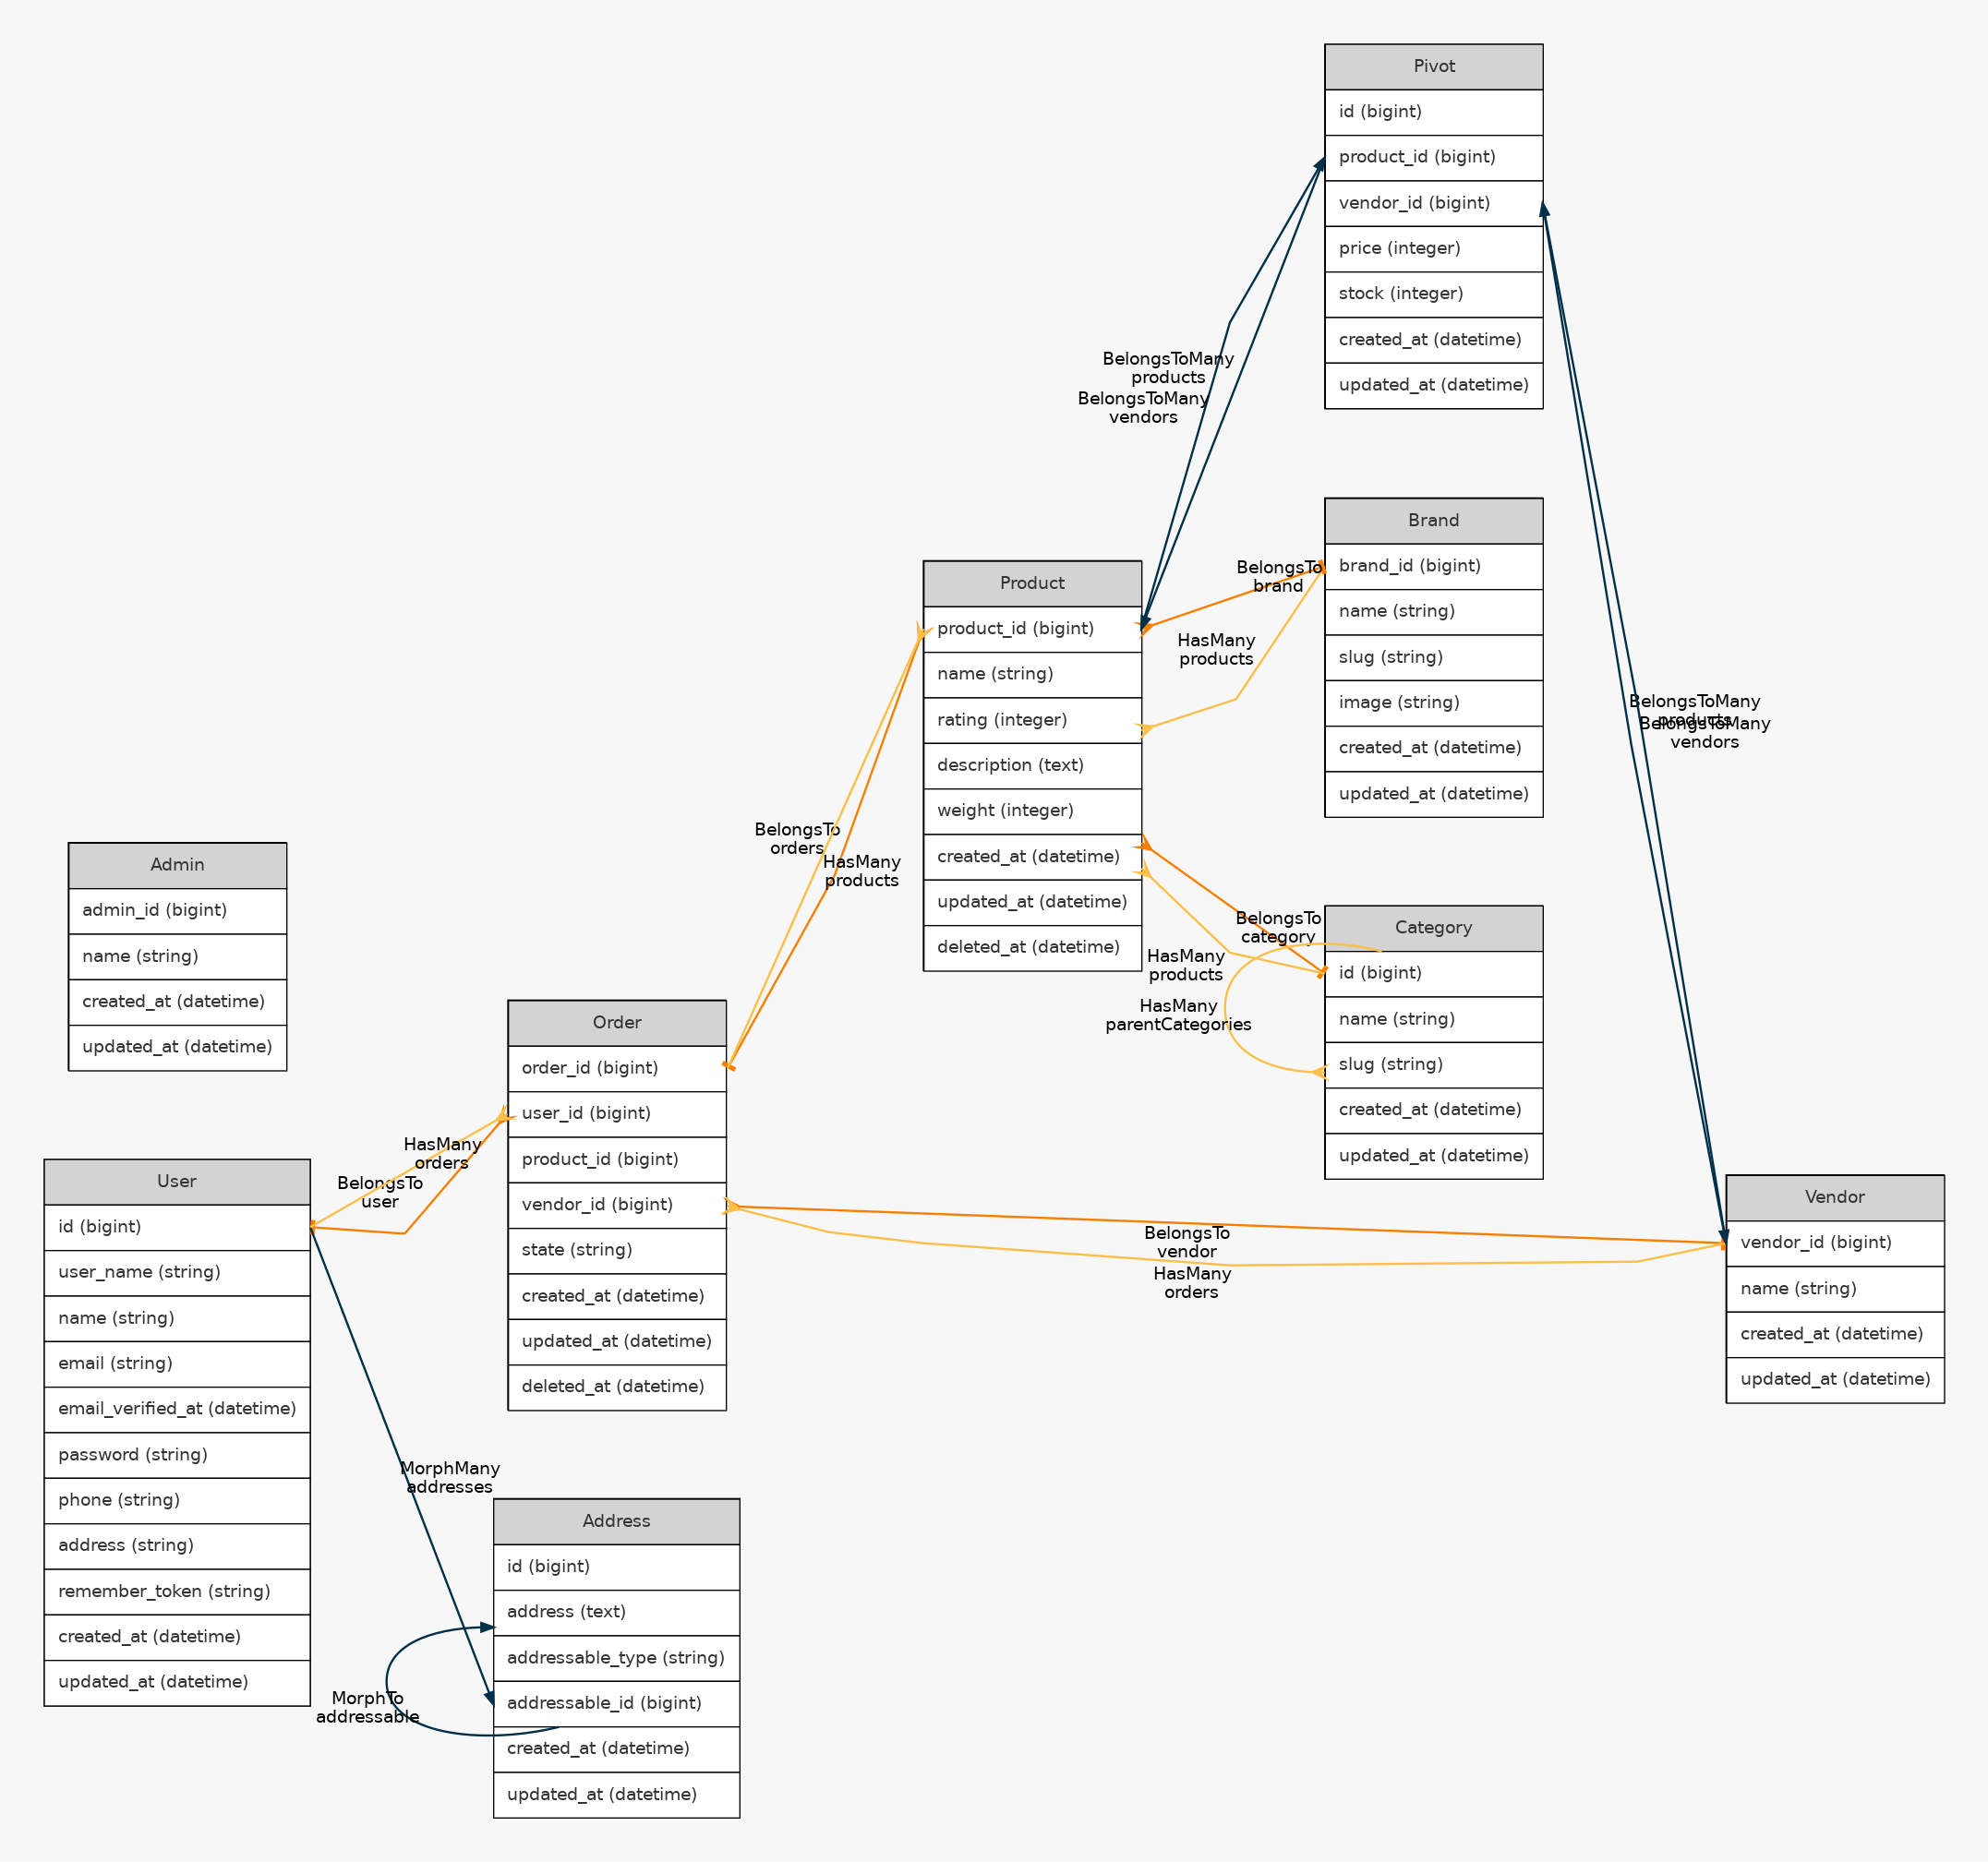 Pivot
id (bigint)
product_id (bigint)
vendor_id (bigint)
price (integer)
stock (integer)
created_at (datetime)
updated_at (datetime)
BelongsToMany
products
BelongsToMany
vendors
Brand
brand_id (bigint)
name (string)
slug (string)
image (string)
created_at (datetime)
updated_at (datetime)
Product
product_id (bigint)
name (string)
rating (integer)
description (text)
weight (integer)
created_at (datetime)
updated_at (datetime)
deleted_at (datetime)
BelongsTo
brand
HasMany
products
BelongsToMany
products
BelongsToMany
vendors
BelongsTo
orders
HasMany
products
Admin
admin_id (bigint)
name (string)
created_at (datetime)
updated_at (datetime)
BelongsTo
category
HasMany
products
HasMany
parentCategories
Category
id (bigint)
name (string)
slug (string)
created_at (datetime)
updated_at (datetime)
Order
order_id (bigint)
user_id (bigint)
product_id (bigint)
vendor_id (bigint)
state (string)
created_at (datetime)
updated_at (datetime)
deleted_at (datetime)
HasMany
orders
BelongsTo
user
User
id (bigint)
user_name (string)
name (string)
email (string)
email_verified_at (datetime)
password (string)
phone (string)
address (string)
remember_token (string)
created_at (datetime)
updated_at (datetime)
BelongsTo
vendor
HasMany
orders
Vendor
vendor_id (bigint)
name (string)
created_at (datetime)
updated_at (datetime)
MorphMany
addresses
Address
id (bigint)
address (text)
addressable_type (string)
addressable_id (bigint)
created_at (datetime)
updated_at (datetime)
MorphTo
addressable